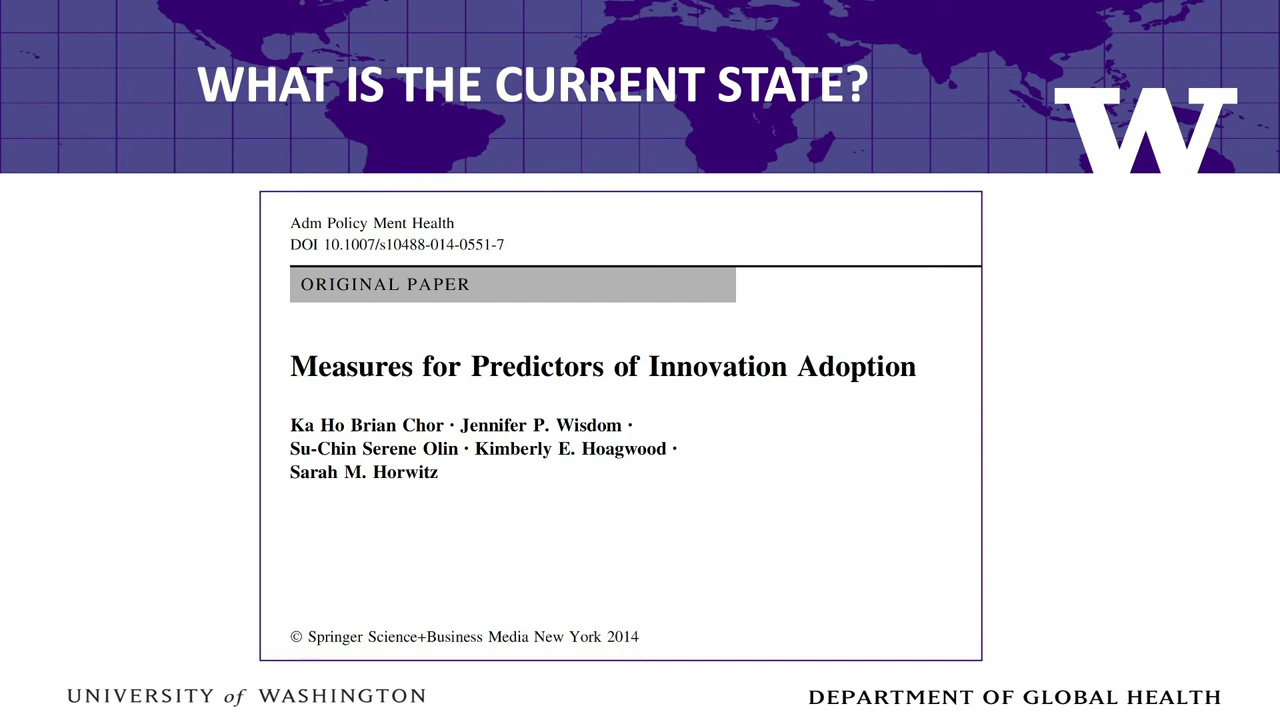 WHAT IS THE CURRENT STATE?
W
Adm Policy Ment Health
DOI 10.1007/s10488-014-0551-7
ORIGINAL PAPER
Measures for Predictors of Innovation Adoption
Ka Ho Brian Chor · Jennifer P. Wisdom ·
Su-Chin Serene Olin · Kimberly E. Hoagwood ·
Sarah M. Horwitz
© Springer Science+Business Media New York 2014
UNIVERSITY of WASHINGTON
DEPARTMENT OF GLOBAL HEALTH